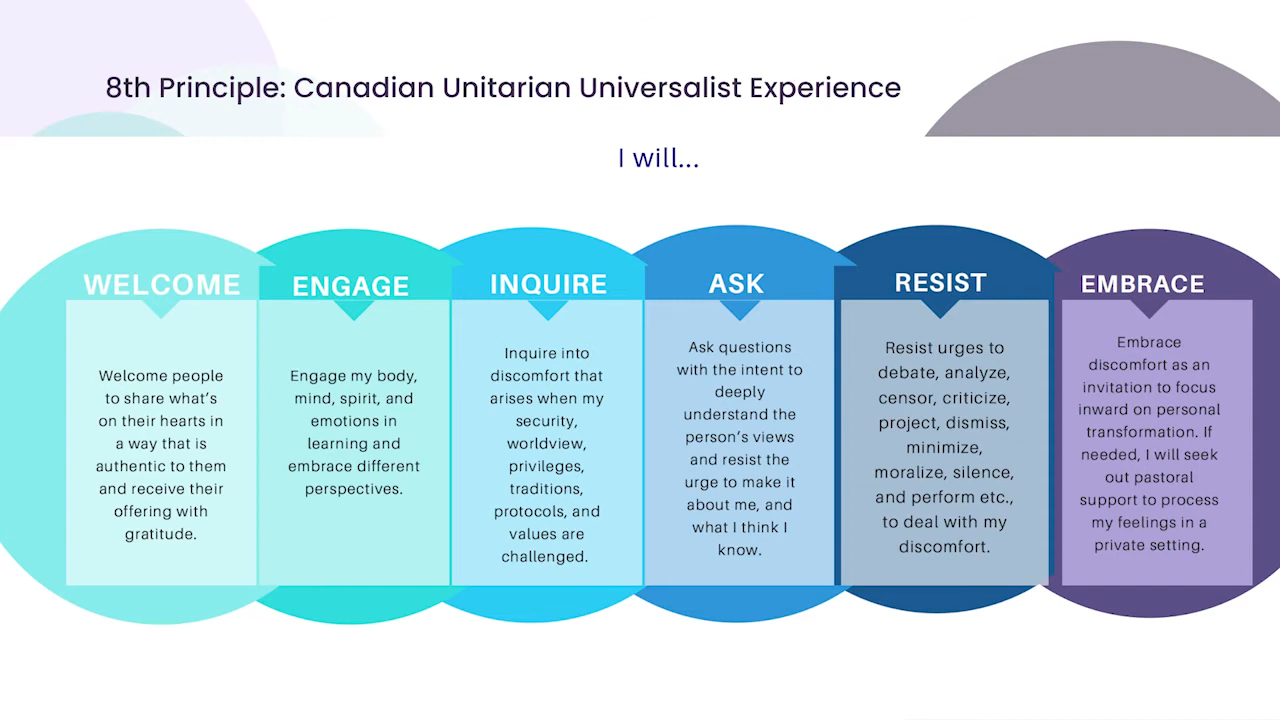 8th Principle: Canadian Unitarian Universalist Experience
I will...
WELCOME
Welcome people
to share what's
on their hearts in
a way that is
authentic to them
and receive their
offering with
gratitude.
ENGAGE
Engage my body,
mind, spirit, and
emotions in
learning and
embrace different
perspectives.
INQUIRE
Inquire into
discomfort that
arises when my
security,
worldview,
privileges,
traditions,
protocols, and
values are
challenged.
ASK
Ask questions
with the intent to
deeply
understand the
person's views
and resist the
urge to make it
about me, and
what I think I
know.
RESIST
Resist urges to
debate, analyze,
censor, criticize,
project, dismiss,
minimize,
moralize, silence,
and perform etc.,
to deal with my
discomfort.
EMBRACE
Embrace
discomfort as an
invitation to focus
inward on personal
transformation. If
needed, I will seek
out pastoral
support to process
my feelings in a
private setting.